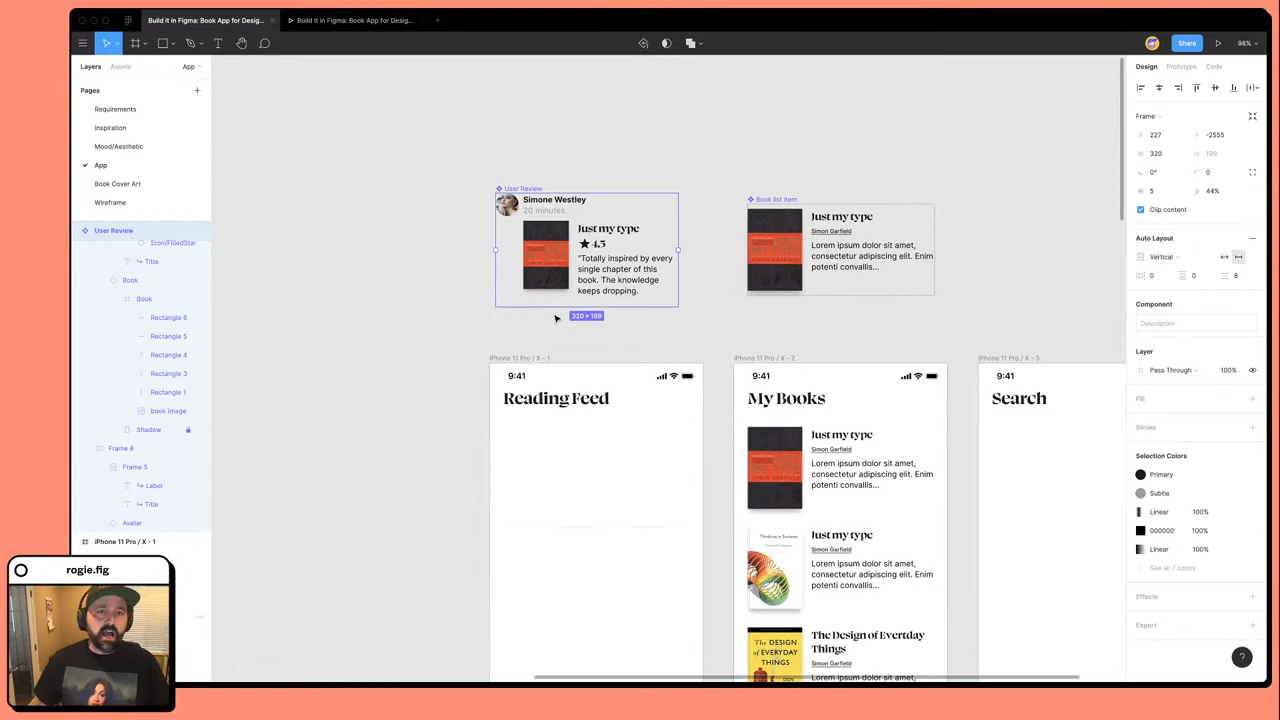 Build it in Figma: Book App for Desig...
Build it in Figma: Book App for Desig...
Share
98%
Layers
Assets
App
Pages
Requirements
Inspiration
Mood/Aesthetic
App
Book Cover Art
Wireframe
User Review
Icon/FilledStar
Title
Book
Book
Rectangle 6
Rectangle 5
Rectangle 4
Rectangle 3
Rectangle 1
book image
Shadow
Frame 8
Frame 5
Label
Title
Avatar
iPhone 11 Pro / X - 1
rogie.fig
User Review
Simone Westley
20 minutes
Just my type
4.5
"Totally inspired by every
single chapter of this
book. The knowledge
keeps dropping.
320 × 199
Book list item
Just my type
Simon Garfield
Lorem ipsum dolor sit amet,
consectetur adipiscing elit. Enim
morbi convallis...
iPhone 11 Pro / X - 1
9:41
Reading Feed
iPhone 11 Pro / X - 2
9:41
My Books
Just my type
Simon Garfield
Lorem ipsum dolor sit amet,
consectetur adipiscing elit. Enim
potenti convallis...
Thinking in Systems
Just my type
Simon Garfield
Lorem ipsum dolor sit amet,
consectetur adipiscing elit. Enim
potenti convallis...
THE DESIGN
of EVERYDAY
THINGS
DON
The Design of Everyday
Things
Simon Garfield
Lorem ipsum dolor sit amet,
iPhone 11 Pro / X - 3
9:41
Search
Design
Prototype
Code
Frame
X 227
Y -2555
W 320
H 199
0°
0
5
44%
Clip content
Auto Layout
Vertical
0
0
8
Component
Description
Layer
Pass Through
100%
Fill
Stroke
Selection Colors
Primary
Subtle
Linear 100%
000000 100%
Linear 100%
See all 7 colors
Effects
Export
?